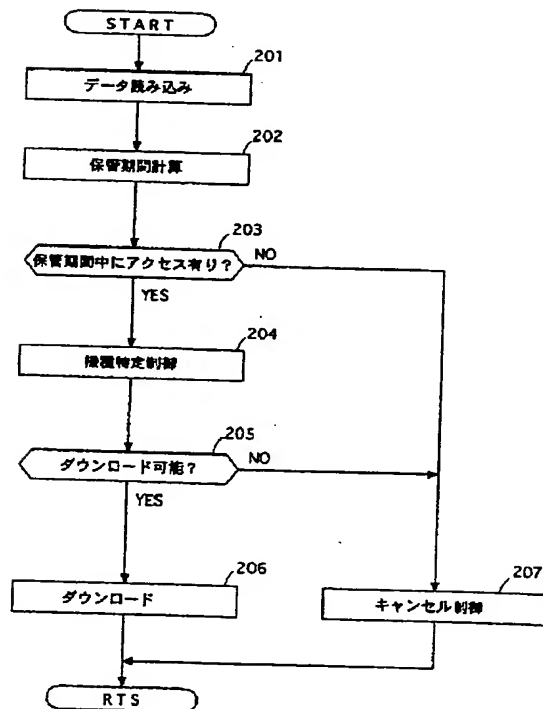 START
201
データ読み込み
202
保管期間計算
203
保管期間中にアクセス有り?
NO
YES
204
機種特定制御
205
ダウンロード可能?
NO
YES
206
ダウンロード
207
キャンセル制御
RTS